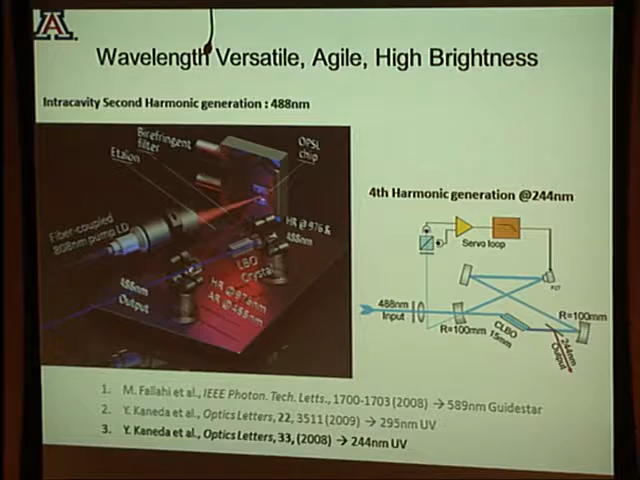 A
Wavelength Versatile, Agile, High Brightness
Intracavity Second Harmonic generation : 488nm
Birefringent
filter
Etalon
OPSL
chip
Fiber-coupled
808nm pump LD
HR @ 976 &
488nm
LBO
Crystal
488nm
Output
HR @ 976nm
AR @ 488nm
4th Harmonic generation @244nm
Servo loop
PZT
488nm
Input
R=100mm
CLBO
15mm
R=100mm
244nm
Output
1. M. Fallahi et al., IEEE Photon. Tech. Letts., 1700-1703 (2008) → 589nm Guidestar
2. Y. Kaneda et al., Optics Letters, 22, 3511 (2009) → 295nm UV
3. Y. Kaneda et al., Optics Letters, 33, (2008) → 244nm UV